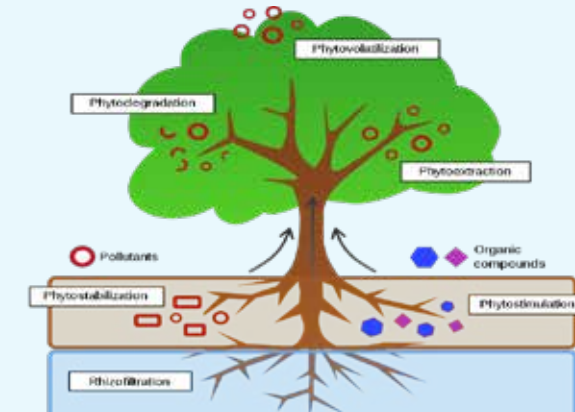 Phytovolatilization
Phytodegradation
Phytoextraction
Pollutants
Organic
compounds
Phytostabilization
Phytostimulation
Rhizofiltration